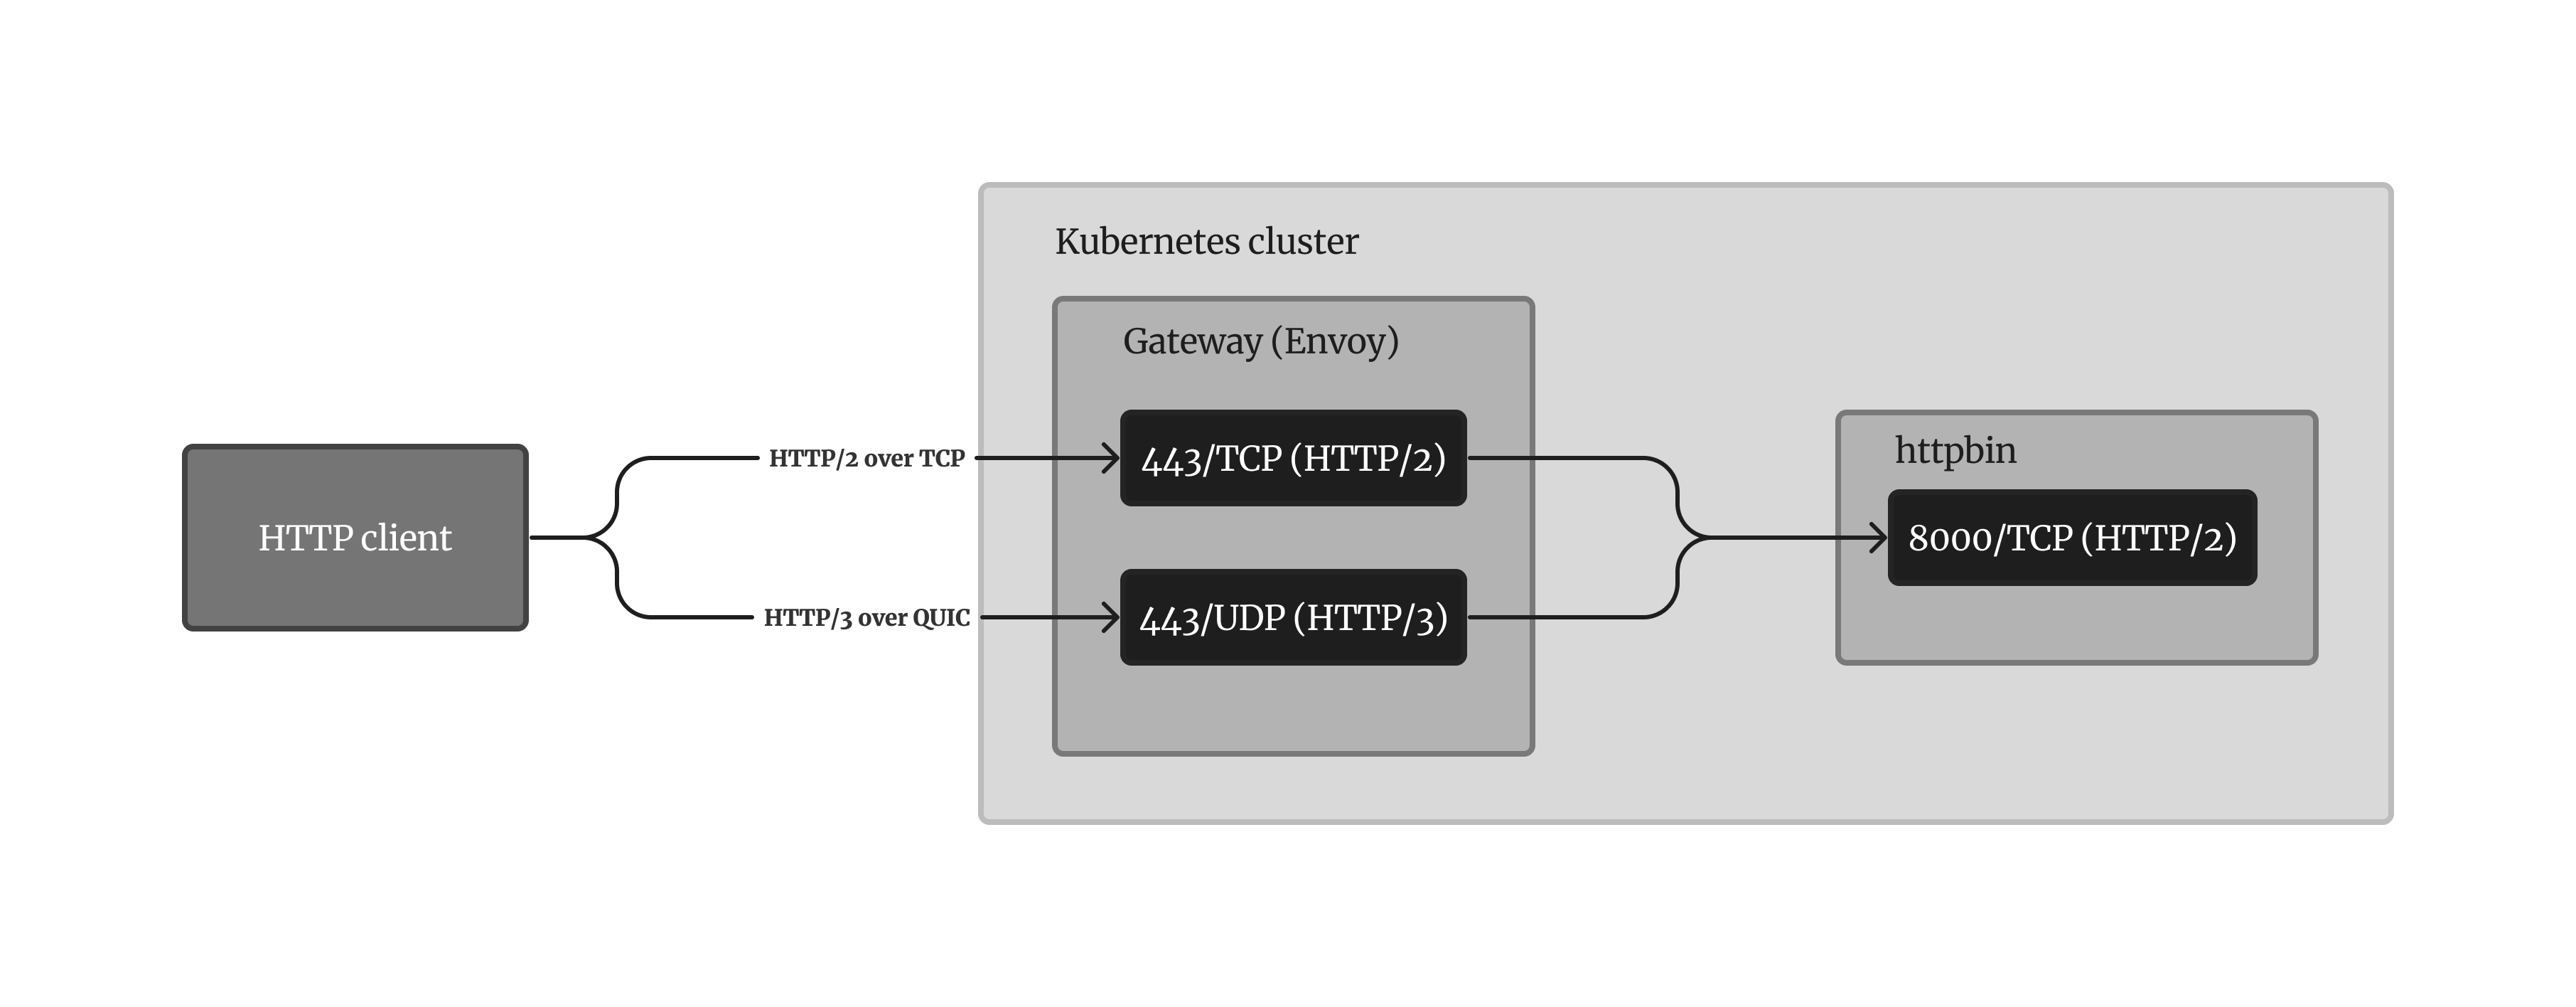 Kubernetes cluster
Gateway (Envoy)
HTTP client
HTTP/2 over TCP
443/TCP (HTTP/2)
HTTP/3 over QUIC
443/UDP (HTTP/3)
httpbin
8000/TCP (HTTP/2)